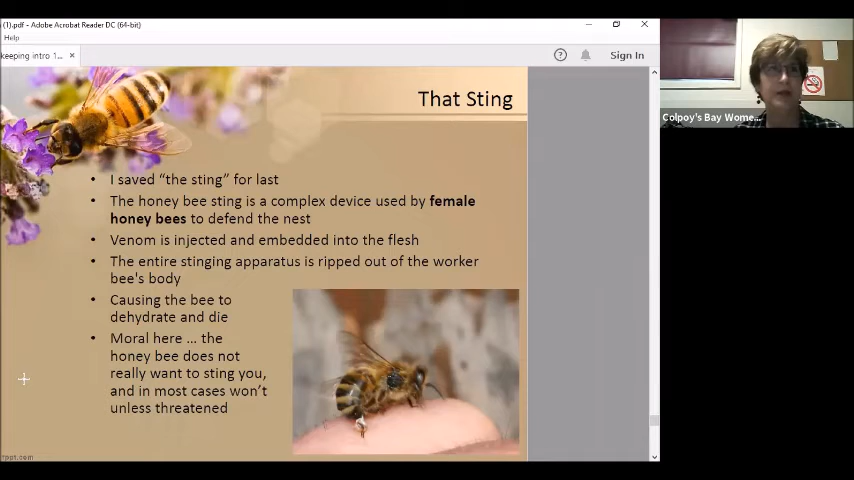 (1).pdf - Adobe Acrobat Reader DC (64-bit)
Help
keeping intro 1... ×
Sign In
That Sting
Colpoy's Bay Wome...
• I saved “the sting” for last
• The honey bee sting is a complex device used by female
honey bees to defend the nest
• Venom is injected and embedded into the flesh
• The entire stinging apparatus is ripped out of the worker
bee's body
• Causing the bee to
dehydrate and die
• Moral here ... the
honey bee does not
really want to sting you,
and in most cases won't
unless threatened
fppt.com